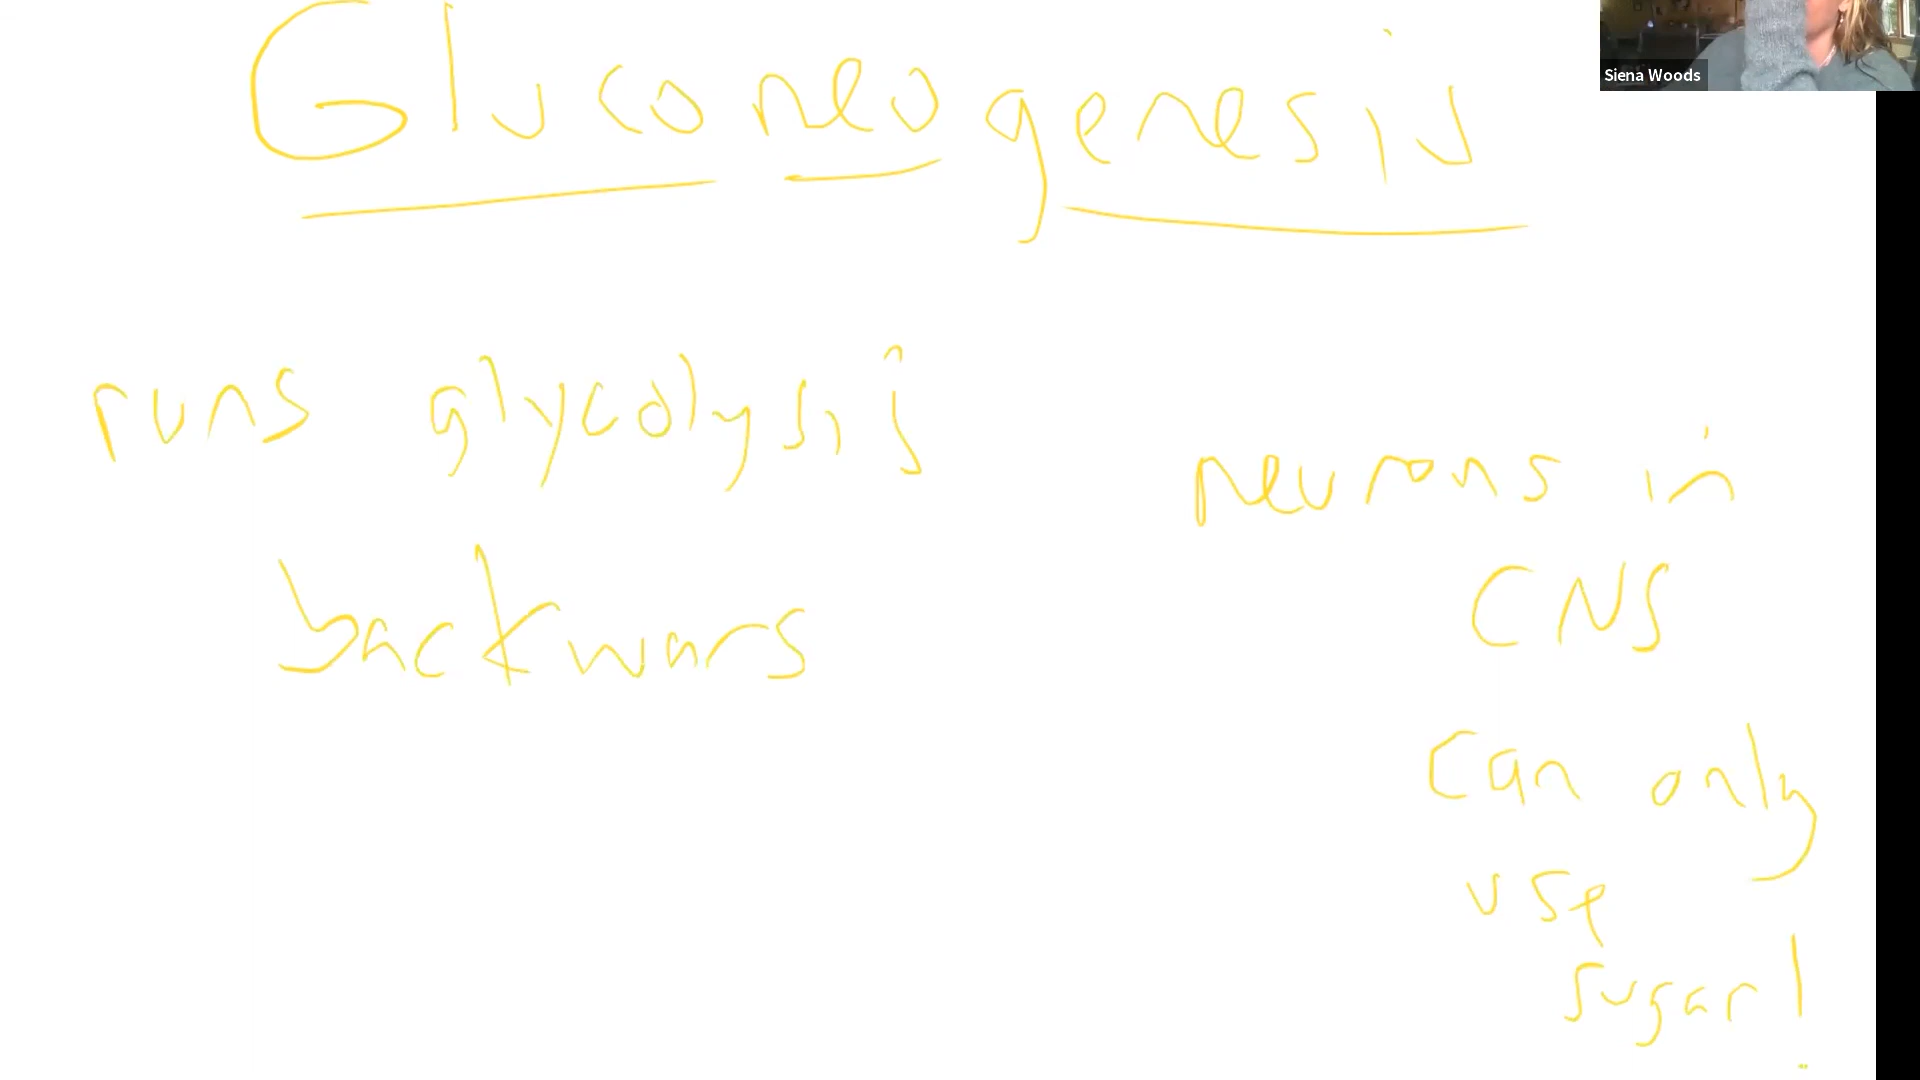 Gluconeogenesis
Siena Woods
runs glycolysis
backwars
neurons in
CNS
can only
use
sugar!